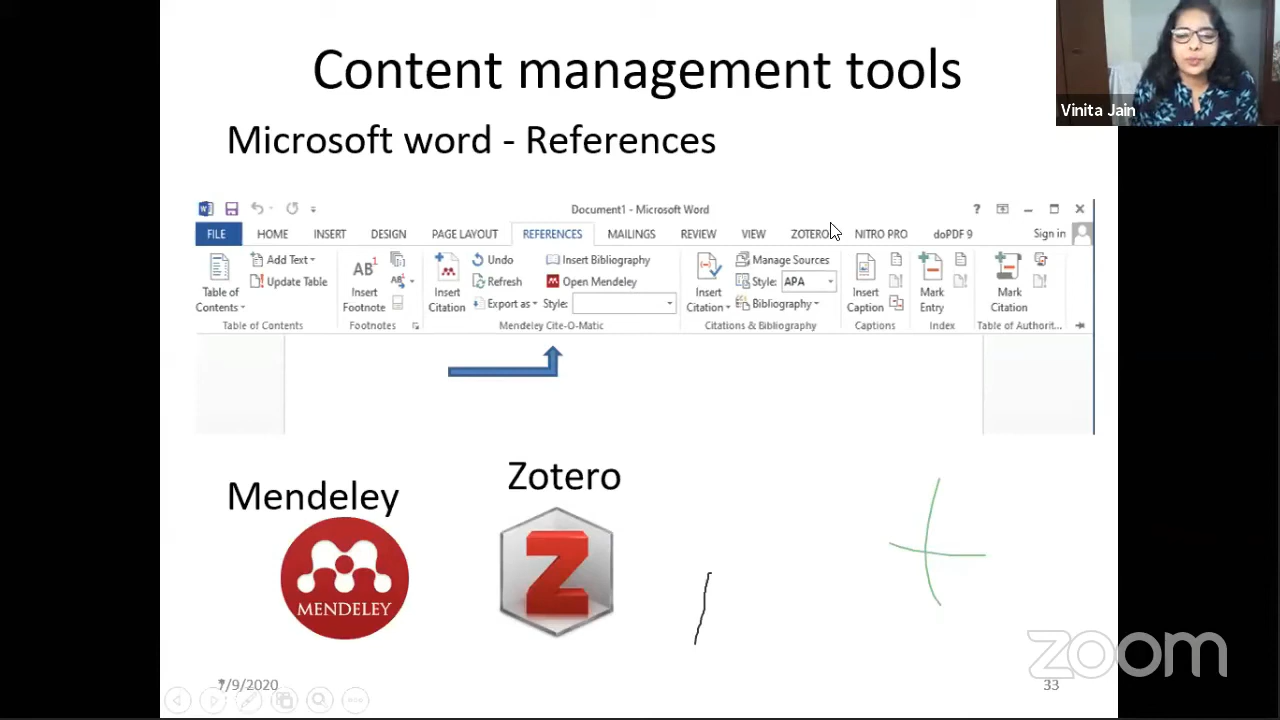 Content management tools
Vinita Jain
Microsoft word - References
Document1 - Microsoft Word
FILE HOME INSERT DESIGN PAGE LAYOUT REFERENCES MAILINGS REVIEW VIEW ZOTERO NITRO PRO doPDF 9 Sign in
Table of Contents
Add Text
Update Table
Table of Contents
AB1
Insert Footnote
Footnotes
Insert Citation
Undo
Refresh
Export as
Insert Bibliography
Open Mendeley
Style:
Mendeley Cite-O-Matic
Insert Citation
Manage Sources
Style: APA
Bibliography
Citations & Bibliography
Insert Caption
Captions
Mark Entry
Index
Mark Citation
Table of Authorit...
Mendeley
Zotero
MENDELEY
Z
zoom
7/9/2020
33